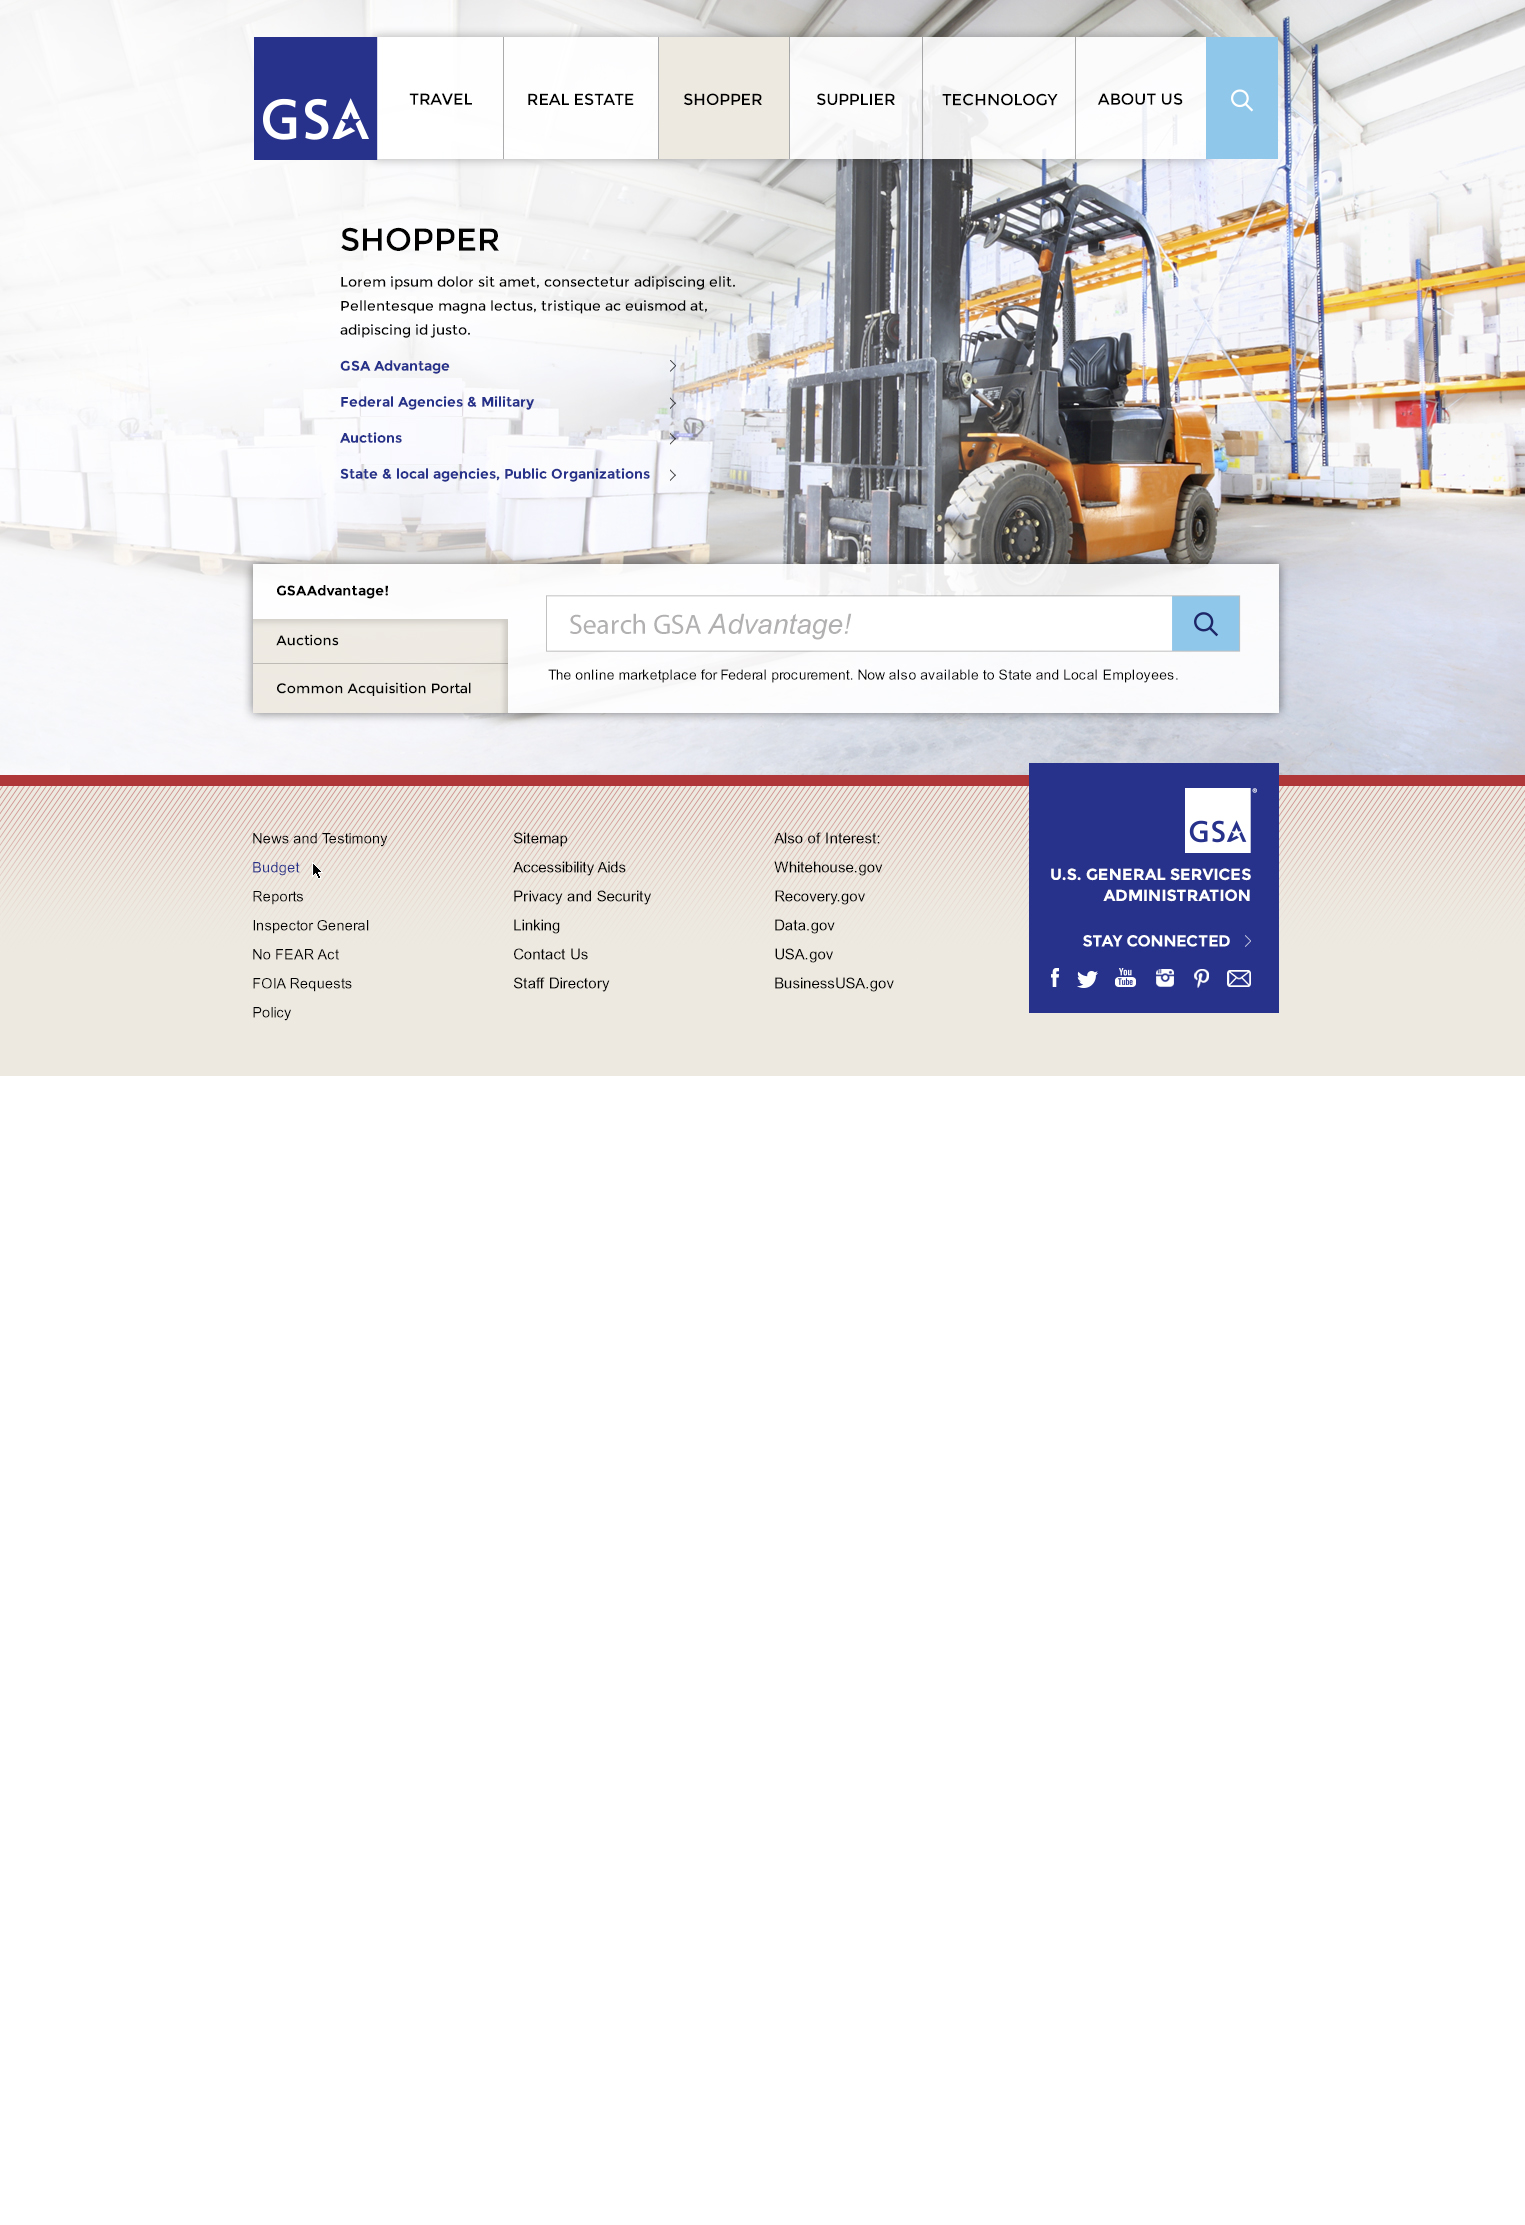 GSA
TRAVEL
REAL ESTATE
SHOPPER
SUPPLIER
TECHNOLOGY
ABOUT US
SHOPPER
Lorem ipsum dolor sit amet, consectetur adipiscing elit.
Pellentesque magna lectus, tristique ac euismod at,
adipiscing id justo.
GSA Advantage
Federal Agencies & Military
Auctions
State & local agencies, Public Organizations
GSAAdvantage!
Auctions
Common Acquisition Portal
Search GSA Advantage!
The online marketplace for Federal procurement. Now also available to State and Local Employees.
News and Testimony
Budget
Reports
Inspector General
No FEAR Act
FOIA Requests
Policy
Sitemap
Accessibility Aids
Privacy and Security
Linking
Contact Us
Staff Directory
Also of Interest:
Whitehouse.gov
Recovery.gov
Data.gov
USA.gov
BusinessUSA.gov
GSA®
U.S. GENERAL SERVICES
ADMINISTRATION
STAY CONNECTED
You
Tube